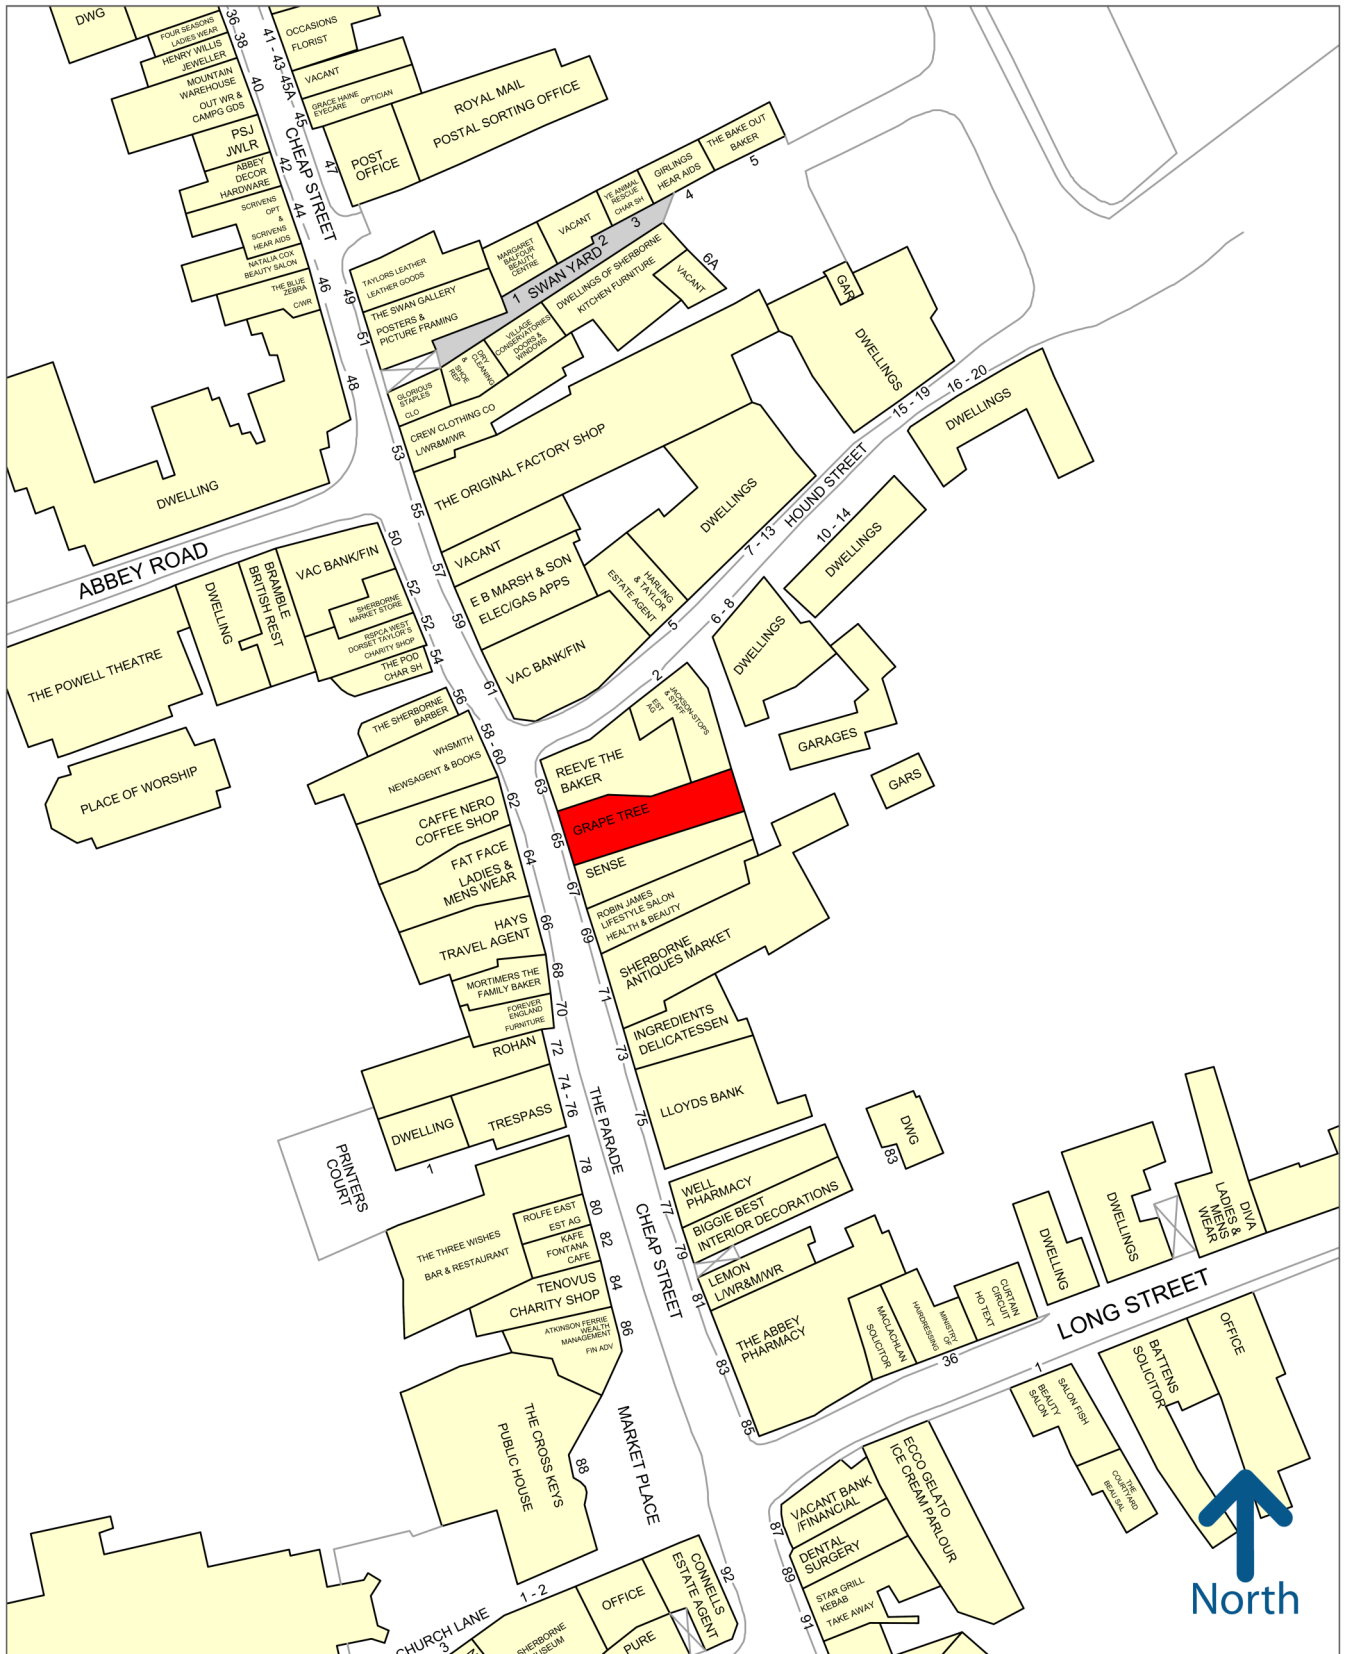 DWG
FOUR SEASONS
LADIES WEAR
HENRY WILLIS
JEWELLER
MOUNTAIN
WAREHOUSE
OUT WR &
CAMPG GDS
PSJ
JWLR
ABBEY
DECOR
HARDWARE
SCRIVENS
OPT
&
SCRIVENS
HEAR AIDS
NATALIA COX
BEAUTY SALON
THE BLUE
ZEBRA
C/WR
36
38
40
42
44
46
48
41 - 43
45A
45
47
49
51
53
55
57
59
61
CHEAP STREET
OCCASIONS
FLORIST
VACANT
GRACE HAINE
EYECARE
OPTICIAN
POST
OFFICE
ROYAL MAIL
POSTAL SORTING OFFICE
TAYLORS LEATHER
LEATHER GOODS
THE SWAN GALLERY
POSTERS &
PICTURE FRAMING
MARGARET
BALFOUR
BEAUTY
CENTRE
VACANT
YE ANIMAL
RESCUE
CHAR SH
GIRLINGS
HEAR AIDS
THE BAKE OUT
BAKER
1
SWAN YARD
2
3
4
5
6A
DWELLINGS OF SHERBORNE
KITCHEN FURNITURE
VACANT
VILLAGE
CONSERVATORIES
DOORS &
WINDOWS
DRY
CLEANING
&
SHOE
REP
GLORIOUS
STAPLES
CLO
CREW CLOTHING CO
L/WR&M/WR
THE ORIGINAL FACTORY SHOP
VACANT
E B MARSH & SON
ELEC/GAS APPS
VAC BANK/FIN
HARLING
& TAYLOR
ESTATE AGENT
DWELLINGS
GAR
DWELLINGS
15 - 19
16 - 20
DWELLINGS
HOUND STREET
7 - 13
10 - 14
DWELLINGS
5
6 - 8
2
DWELLINGS
GARAGES
GARS
DWELLING
ABBEY ROAD
THE POWELL THEATRE
DWELLING
BRAMBLE
BRITISH REST
VAC BANK/FIN
SHERBORNE
MARKET STORE
RSPCA WEST
DORSET TAYLOR'S
CHARITY SHOP
THE POD
CHAR SH
50
52
52
54
56
58 - 60
62
64
66
68
70
72
74 - 76
78
80
82
84
86
88
PLACE OF WORSHIP
THE SHERBORNE
BARBER
WHSMITH
NEWSAGENT & BOOKS
CAFFE NERO
COFFEE SHOP
FAT FACE
LADIES &
MENS WEAR
HAYS
TRAVEL AGENT
MORTIMERS THE
FAMILY BAKER
FOREVER
ENGLAND
FURNITURE
ROHAN
DWELLING
1
TRESPASS
PRINTERS
COURT
THE THREE WISHES
BAR & RESTAURANT
ROLFE EAST
EST AG
KAFE
FONTANA
CAFE
TENOVUS
CHARITY SHOP
ATKINSON FERRIE
WEALTH
MANAGEMENT
FIN ADV
THE CROSS KEYS
PUBLIC HOUSE
THE PARADE
CHEAP STREET
MARKET PLACE
63
65
67
69
71
73
75
77
79
81
83
85
REEVE THE
BAKER
JACKSON-STOPS
& STAFF
EST
AG
GRAPE TREE
SENSE
ROBIN JAMES
LIFESTYLE SALON
HEALTH & BEAUTY
SHERBORNE
ANTIQUES MARKET
INGREDIENTS
DELICATESSEN
LLOYDS BANK
WELL
PHARMACY
BIGGIE BEST
INTERIOR DECORATIONS
DWG
83
LEMON
L/WR&M/WR
THE ABBEY
PHARMACY
MACLACHLAN
SOLICITOR
MINISTRY
OF
HAIRDRESSING
CURTAIN
CIRCUIT
HO TEXT
36
DWELLING
DWELLINGS
DIVA
LADIES &
MENS
WEAR
LONG STREET
1
SALON FISH
BEAUTY
SALON
THE
COURTYARD
BEAU SAL
BATTENS
SOLICITOR
OFFICE
North
VACANT BANK
/FINANCIAL
DENTAL
SURGERY
STAR GRILL
KEBAB
TAKE AWAY
ECCO GELATO
ICE CREAM PARLOUR
87
89
91
92
CONNELLS
ESTATE AGENT
OFFICE
PURE
1 - 2
CHURCH LANE
3
SHERBORNE